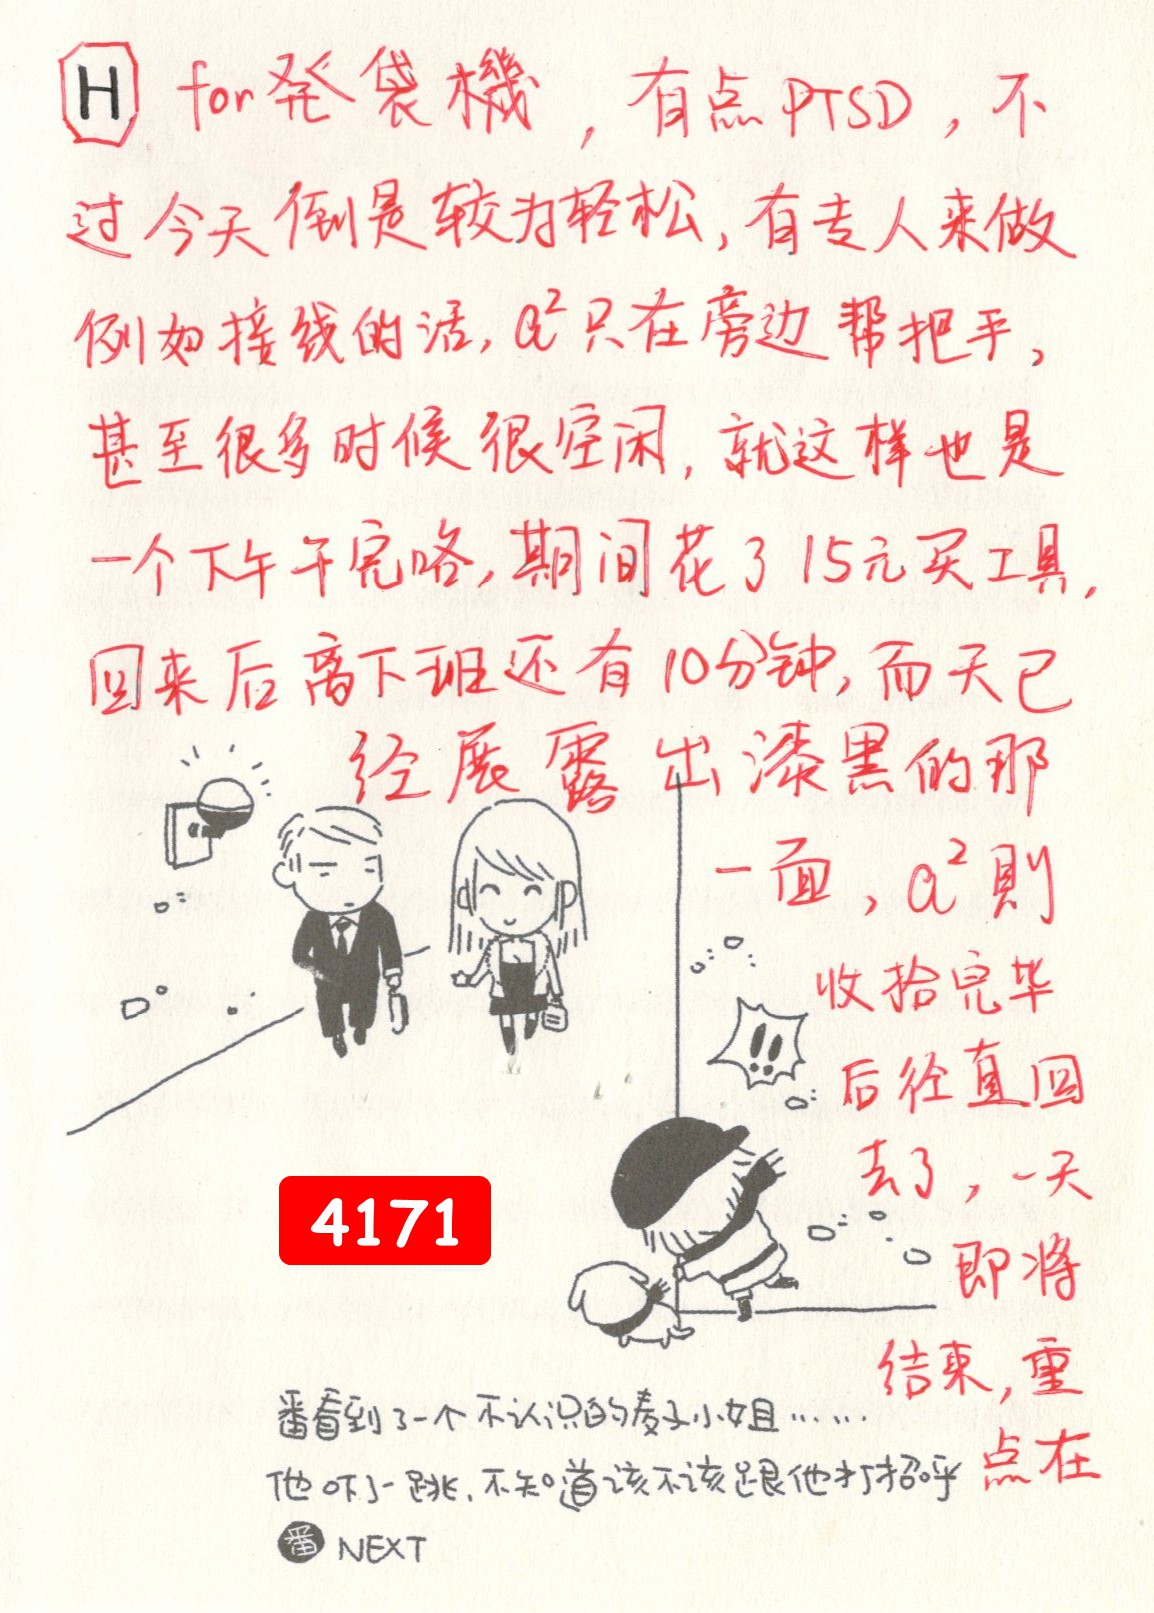 H for発袋機，有点PTSD，不
过今天倒是较为轻松，有专人来做
例如接线的活，a²只在旁边帮把手，
甚至很多时候很空闲，就这样也是
一个下午干完咯，期间花了15元买工具，
回来后离下班还有10分钟，而天已
经展露出漆黑的那
一面，a²則
收拾完毕
后径直回
去了，一天
即将
结束，重
点在
!!
4171
番看到了一个不认识的麦子小姐……
他吓了一跳，不知道该不该跟他打招呼
番 NEXT